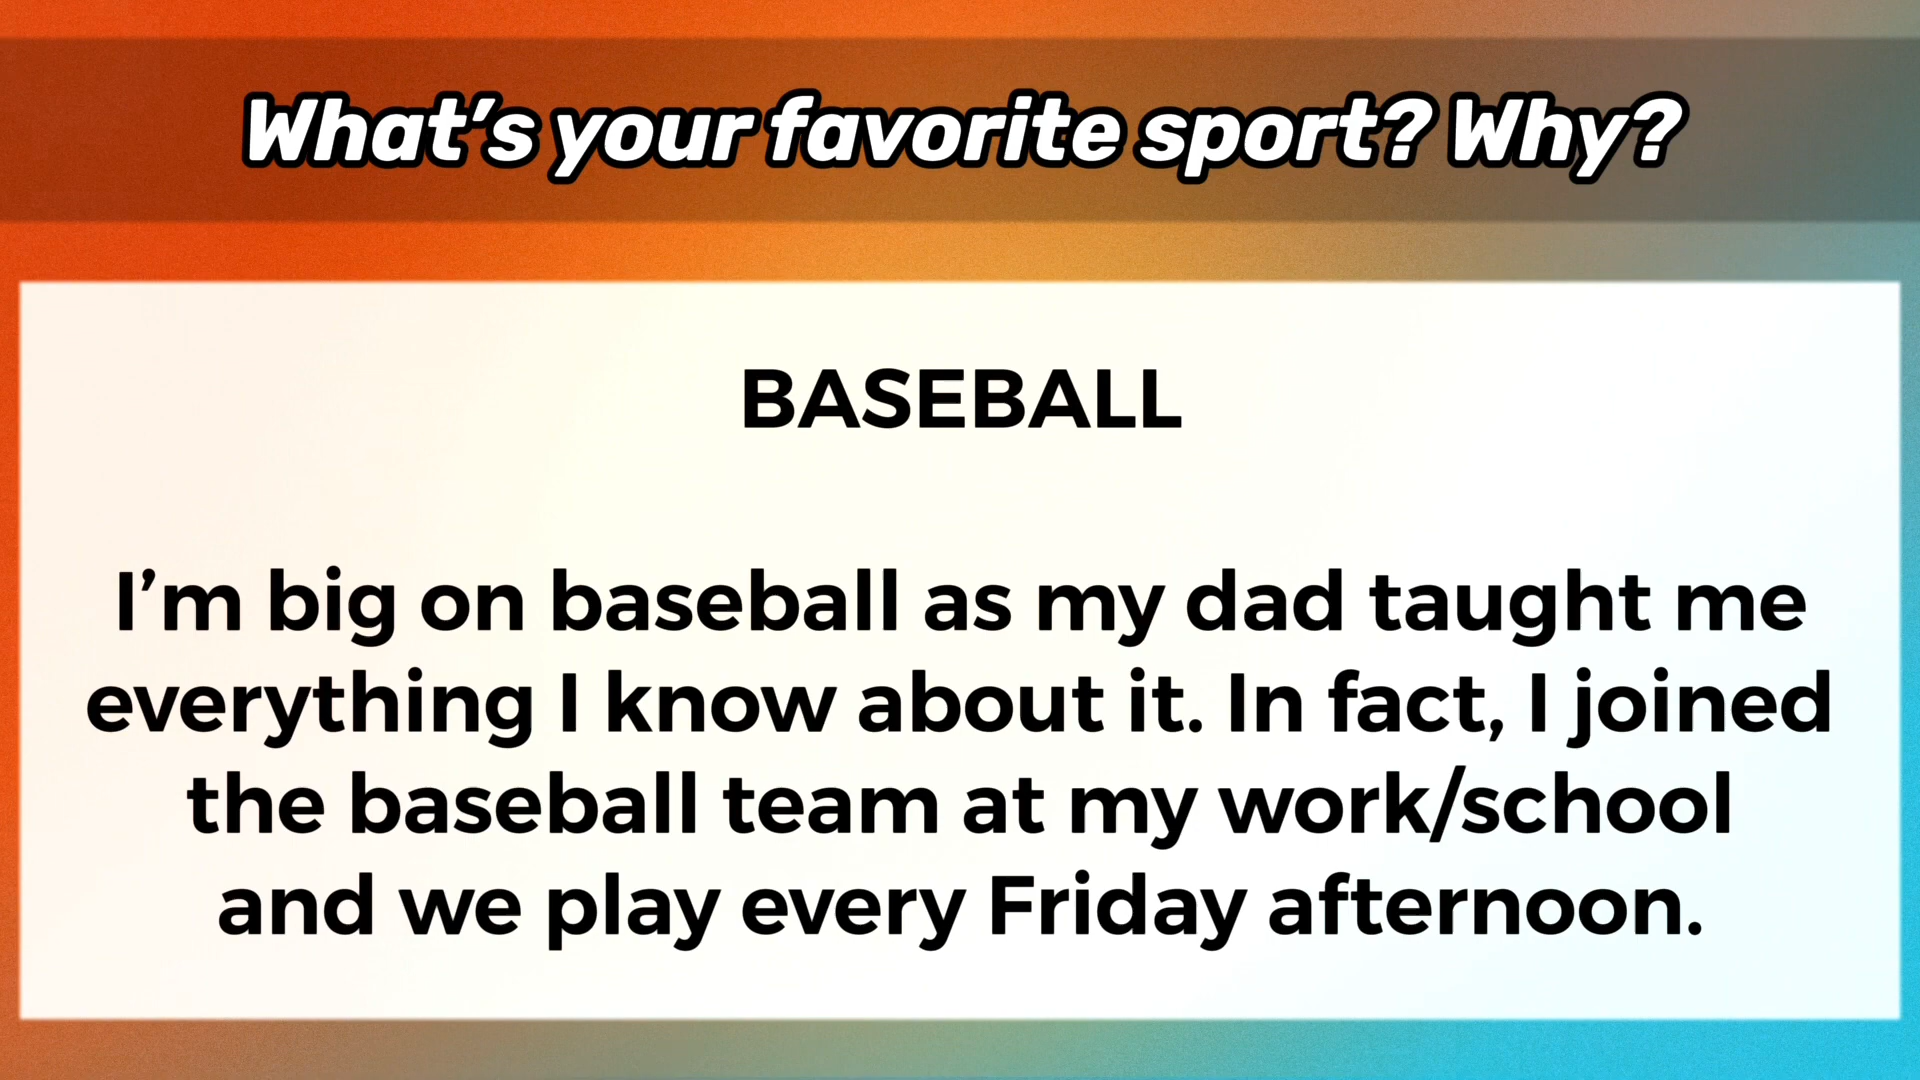 What's your favorite sport? Why?
BASEBALL
I'm big on baseball as my dad taught me
everything I know about it. In fact, I joined
the baseball team at my work/school
and we play every Friday afternoon.